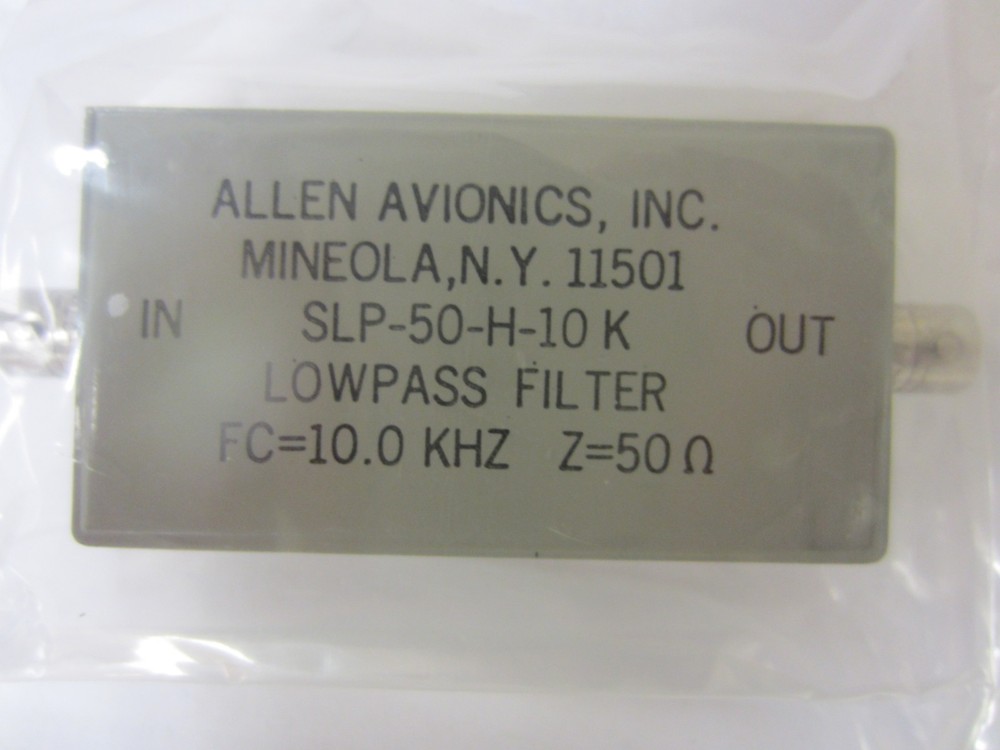 ALLEN AVIONICS, INC.
MINEOLA, N.Y. 11501
IN SLP-50-H-10 K OUT
LOWPASS FILTER
FC=10.0 KHZ Z=50 Ω